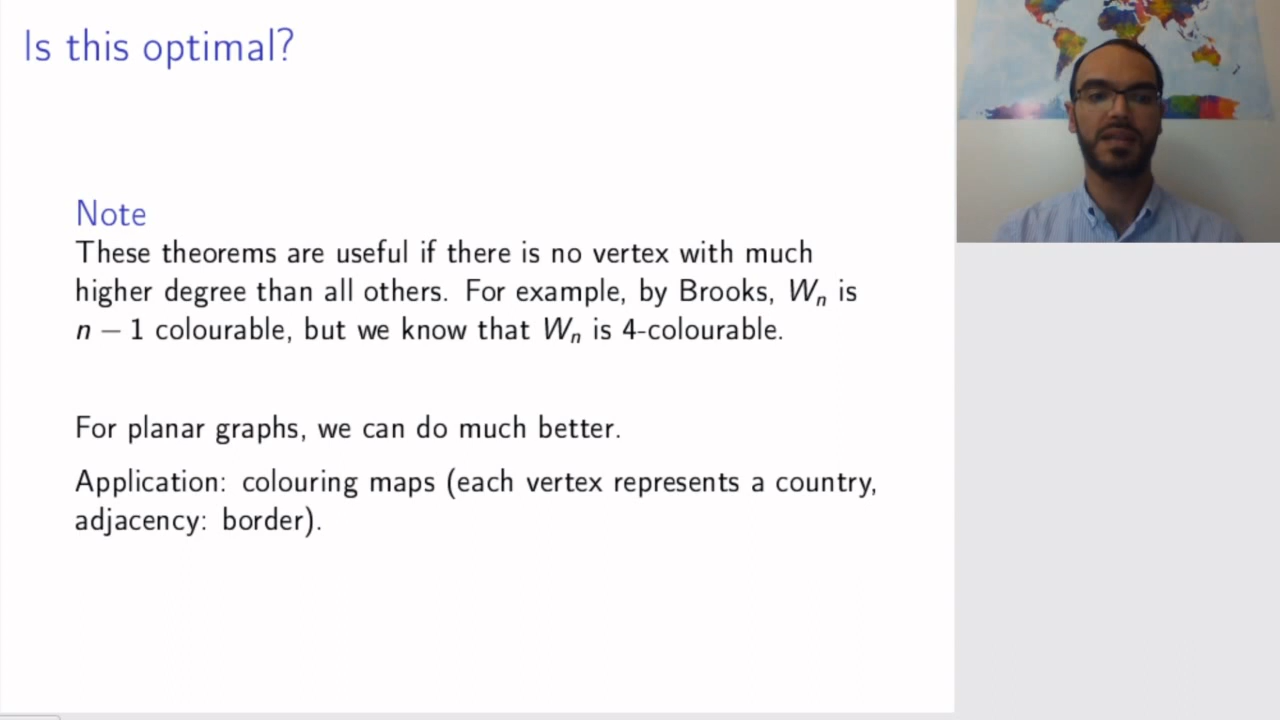 Is this optimal?
Note
These theorems are useful if there is no vertex with much
higher degree than all others. For example, by Brooks, Wₙ is
n − 1 colourable, but we know that Wₙ is 4-colourable.
For planar graphs, we can do much better.
Application: colouring maps (each vertex represents a country,
adjacency: border).